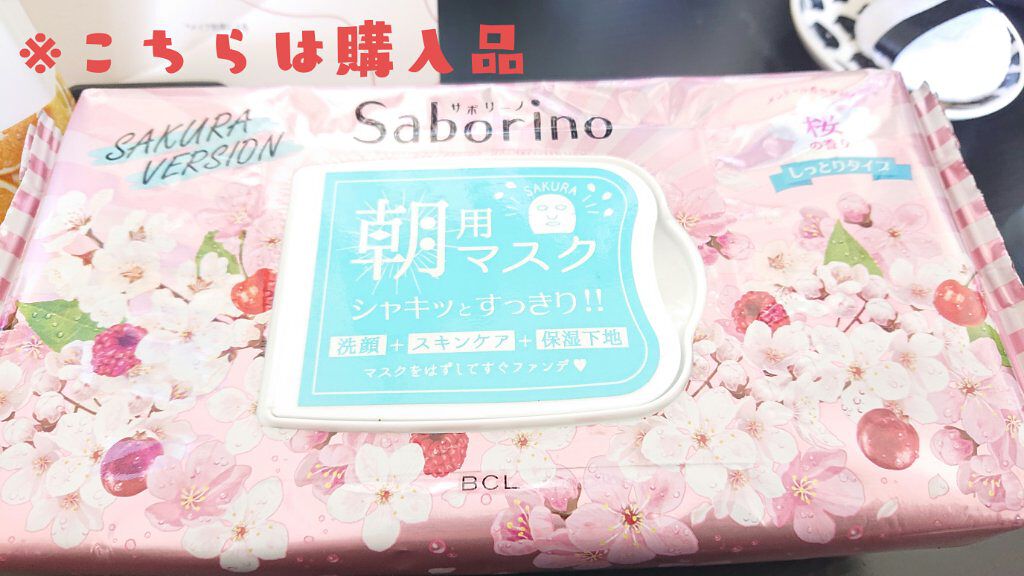 ※こちらは購入品
サボリーノ
Saborino
SAKURA
VERSION
桜
の香り
しっとりタイプ
SAKURA
朝用
マスク
シャキッとすっきり!!
洗顔+スキンケア+保湿下地
マスクをはずしてすぐファンデ♥
BCL